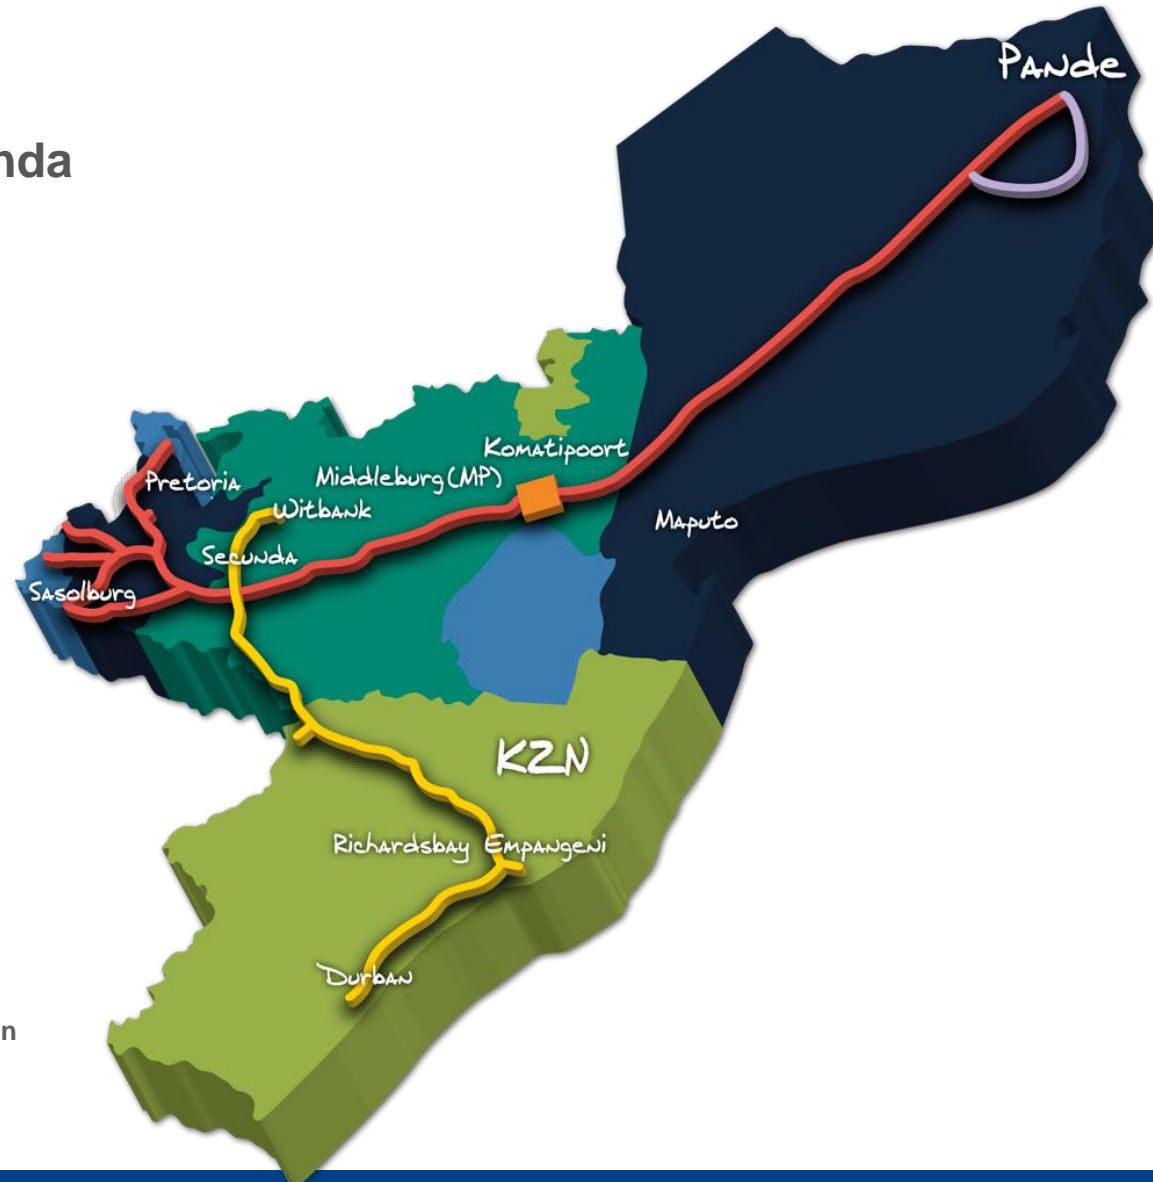 Pande
nda
Komatipoort
Middleburg (MP)
Pretoria
Witbank
Maputo
Secunda
Sasolburg
KZN
Richardsbay Empangeni
Durban
n